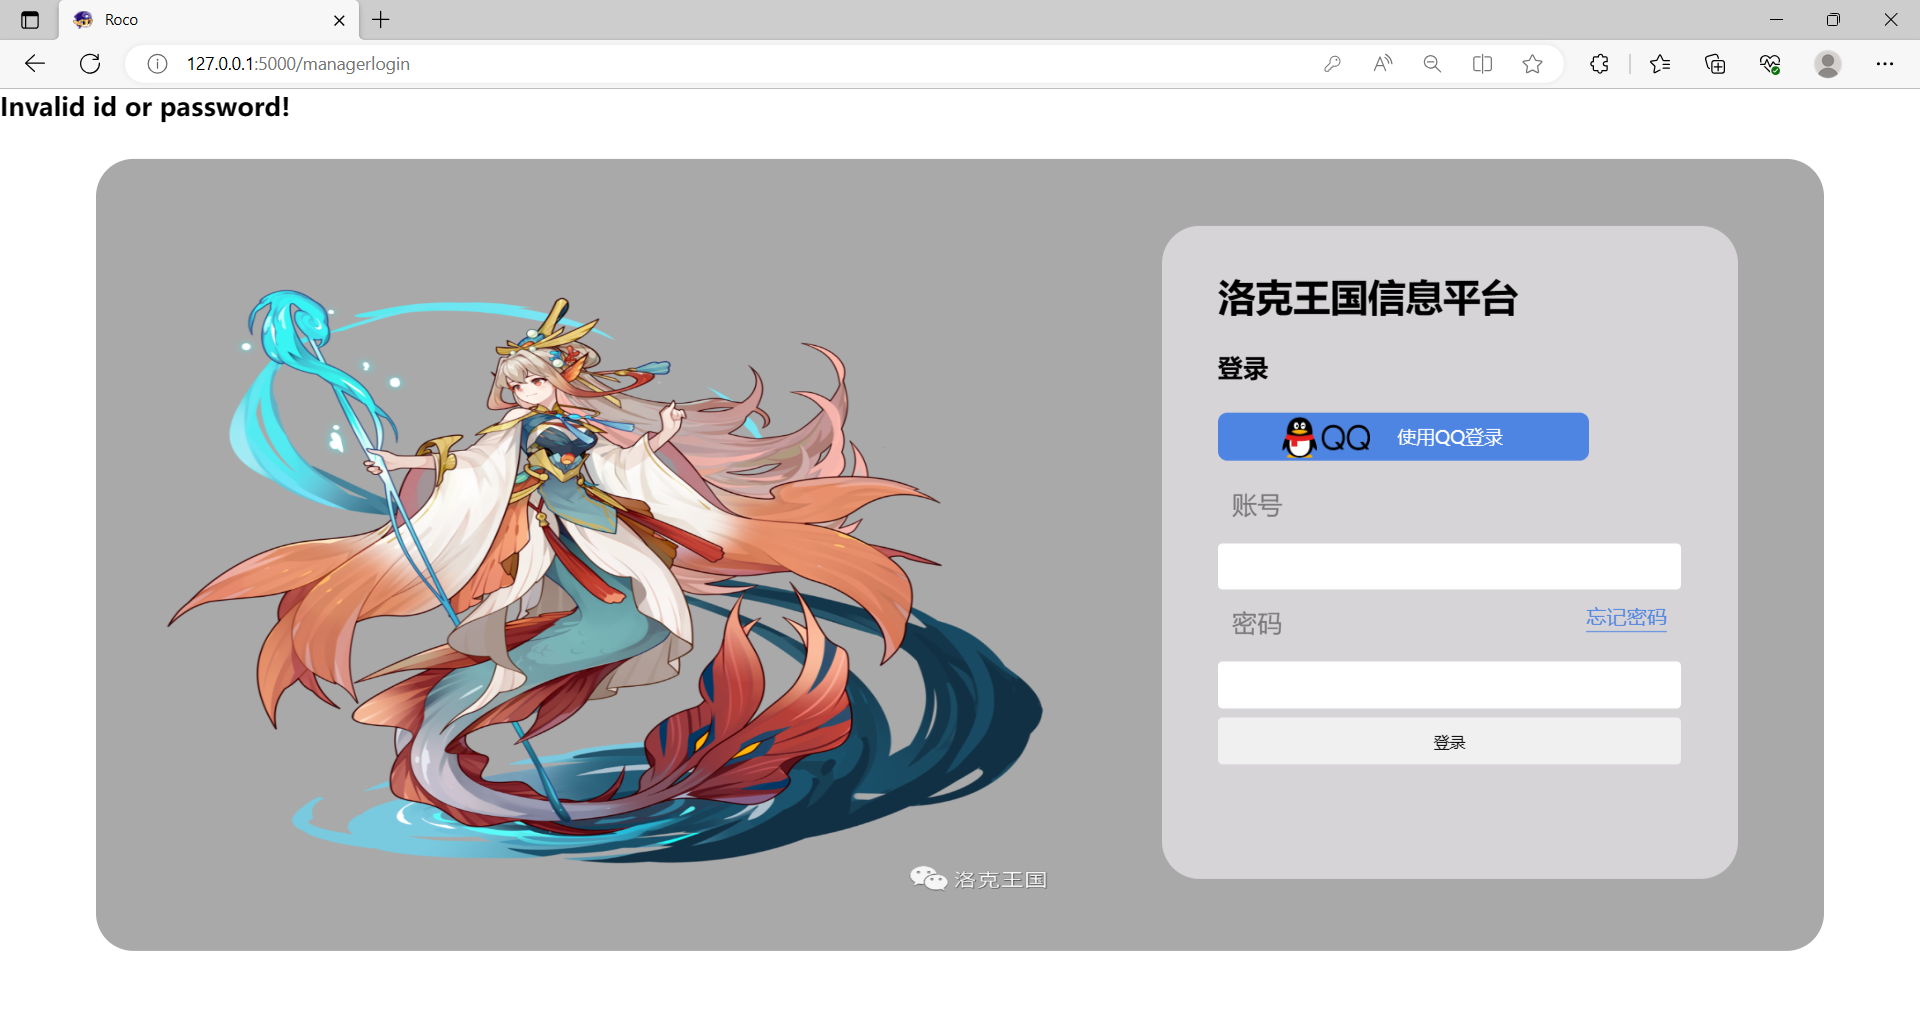 Roco
127.0.0.1:5000/managerlogin
Invalid id or password!
洛克王国信息平台
登录
QQ 使用QQ登录
账号
密码 忘记密码
登录
洛克王国